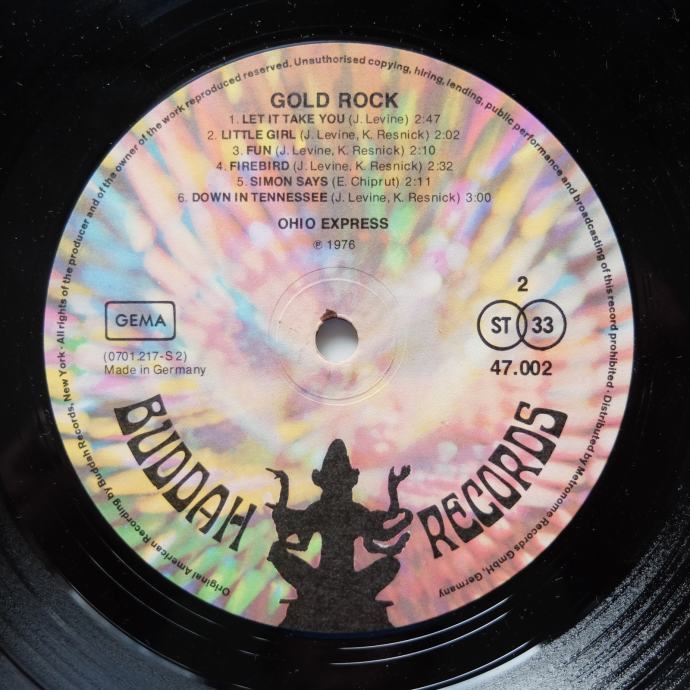 GOLD ROCK
1. LET IT TAKE YOU (J. Levine) 2:47
2. LITTLE GIRL (J. Levine, K. Resnick) 2:02
3. FUN (J. Levine, K. Resnick) 2:10
4. FIREBIRD (J. Levine, K. Resnick) 2:32
5. SIMON SAYS (E. Chiprut) 2:11
6. DOWN IN TENNESSEE (J. Levine, K. Resnick) 3:00
OHIO EXPRESS
℗ 1976
GEMA
(0701.217-S 2)
Made in Germany
2
ST 33
47.002
BUDDAH RECORDS
Original American Recording by Buddah Records, New York · All rights of the producer and of the owner of the work reproduced reserved. Unauthorised copying, hiring, lending, public performance and broadcasting of this record prohibited · Distributed by Metronome Records GmbH, Germany